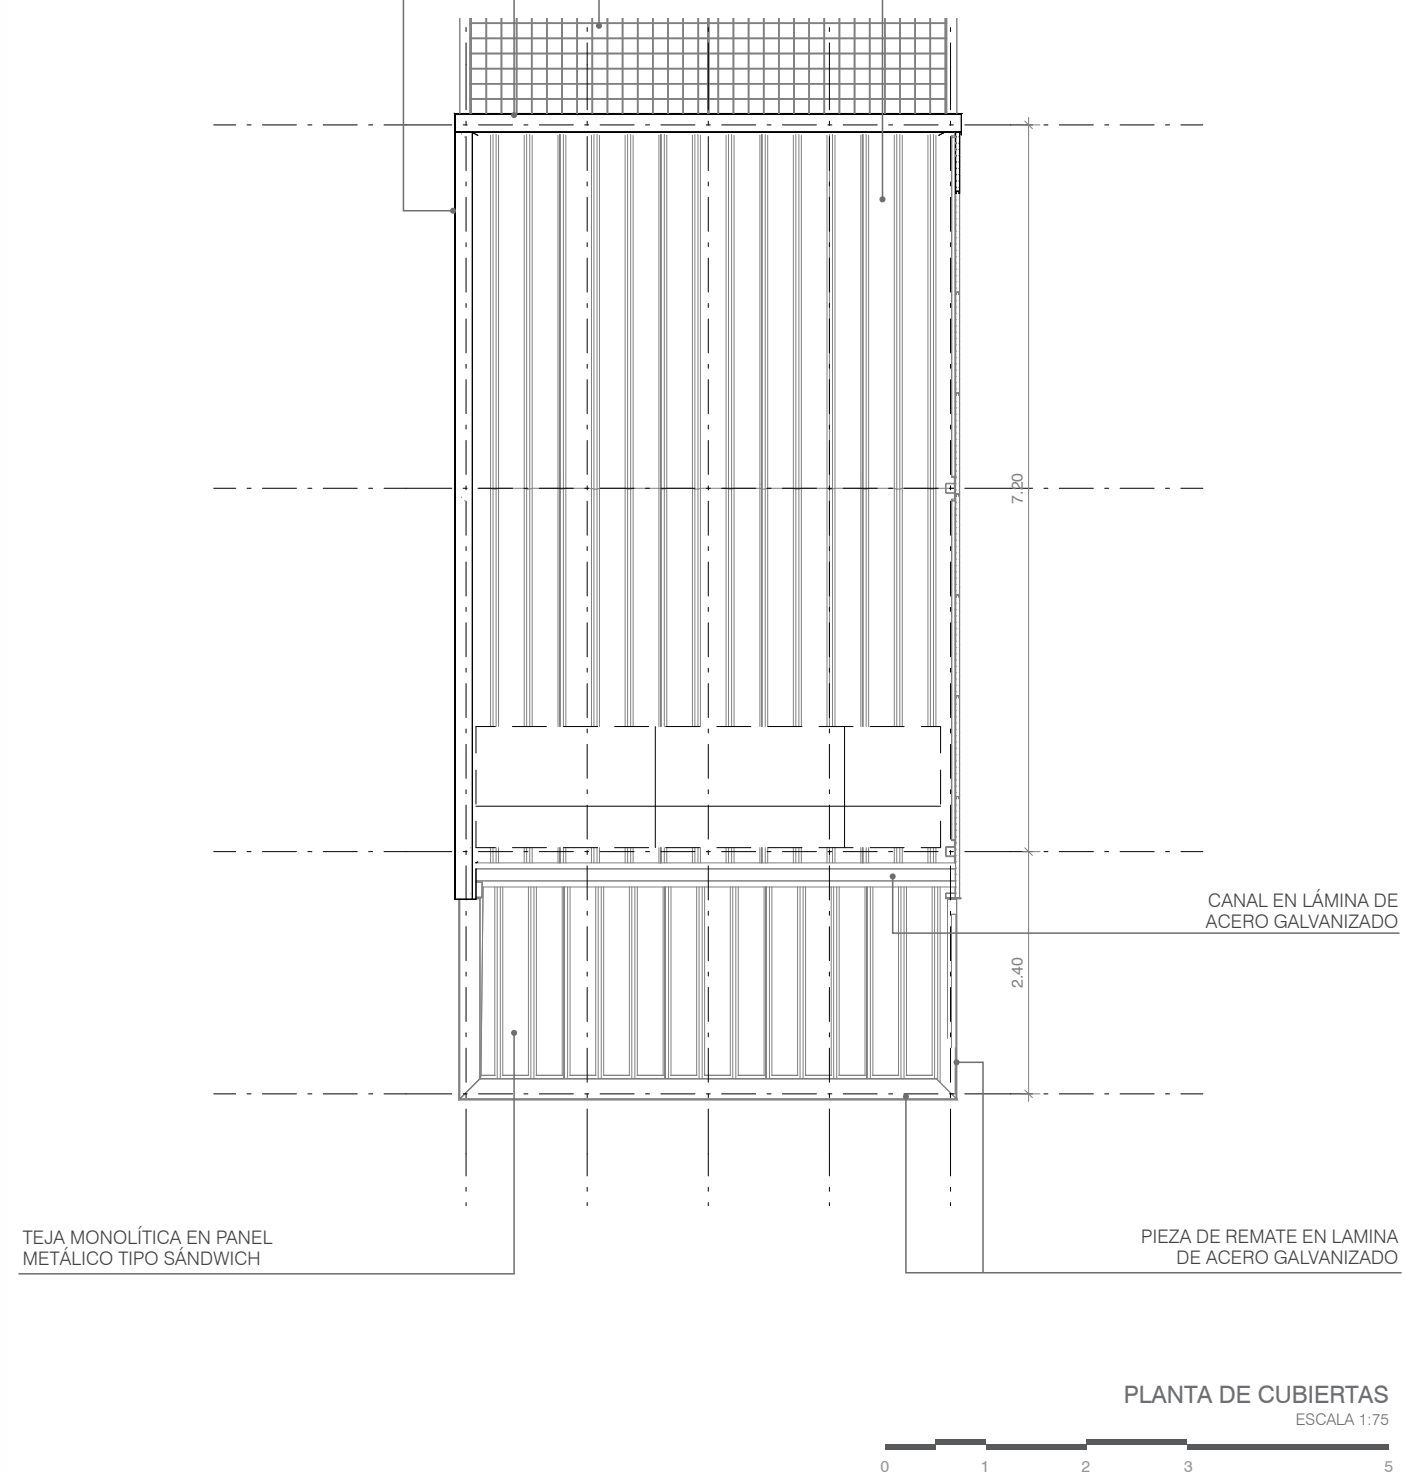 7.20
CANAL EN LÁMINA DE
ACERO GALVANIZADO
2.40
TEJA MONOLÍTICA EN PANEL
METÁLICO TIPO SÁNDWICH
PIEZA DE REMATE EN LAMINA
DE ACERO GALVANIZADO
PLANTA DE CUBIERTAS
ESCALA 1:75
0 1 2 3 5